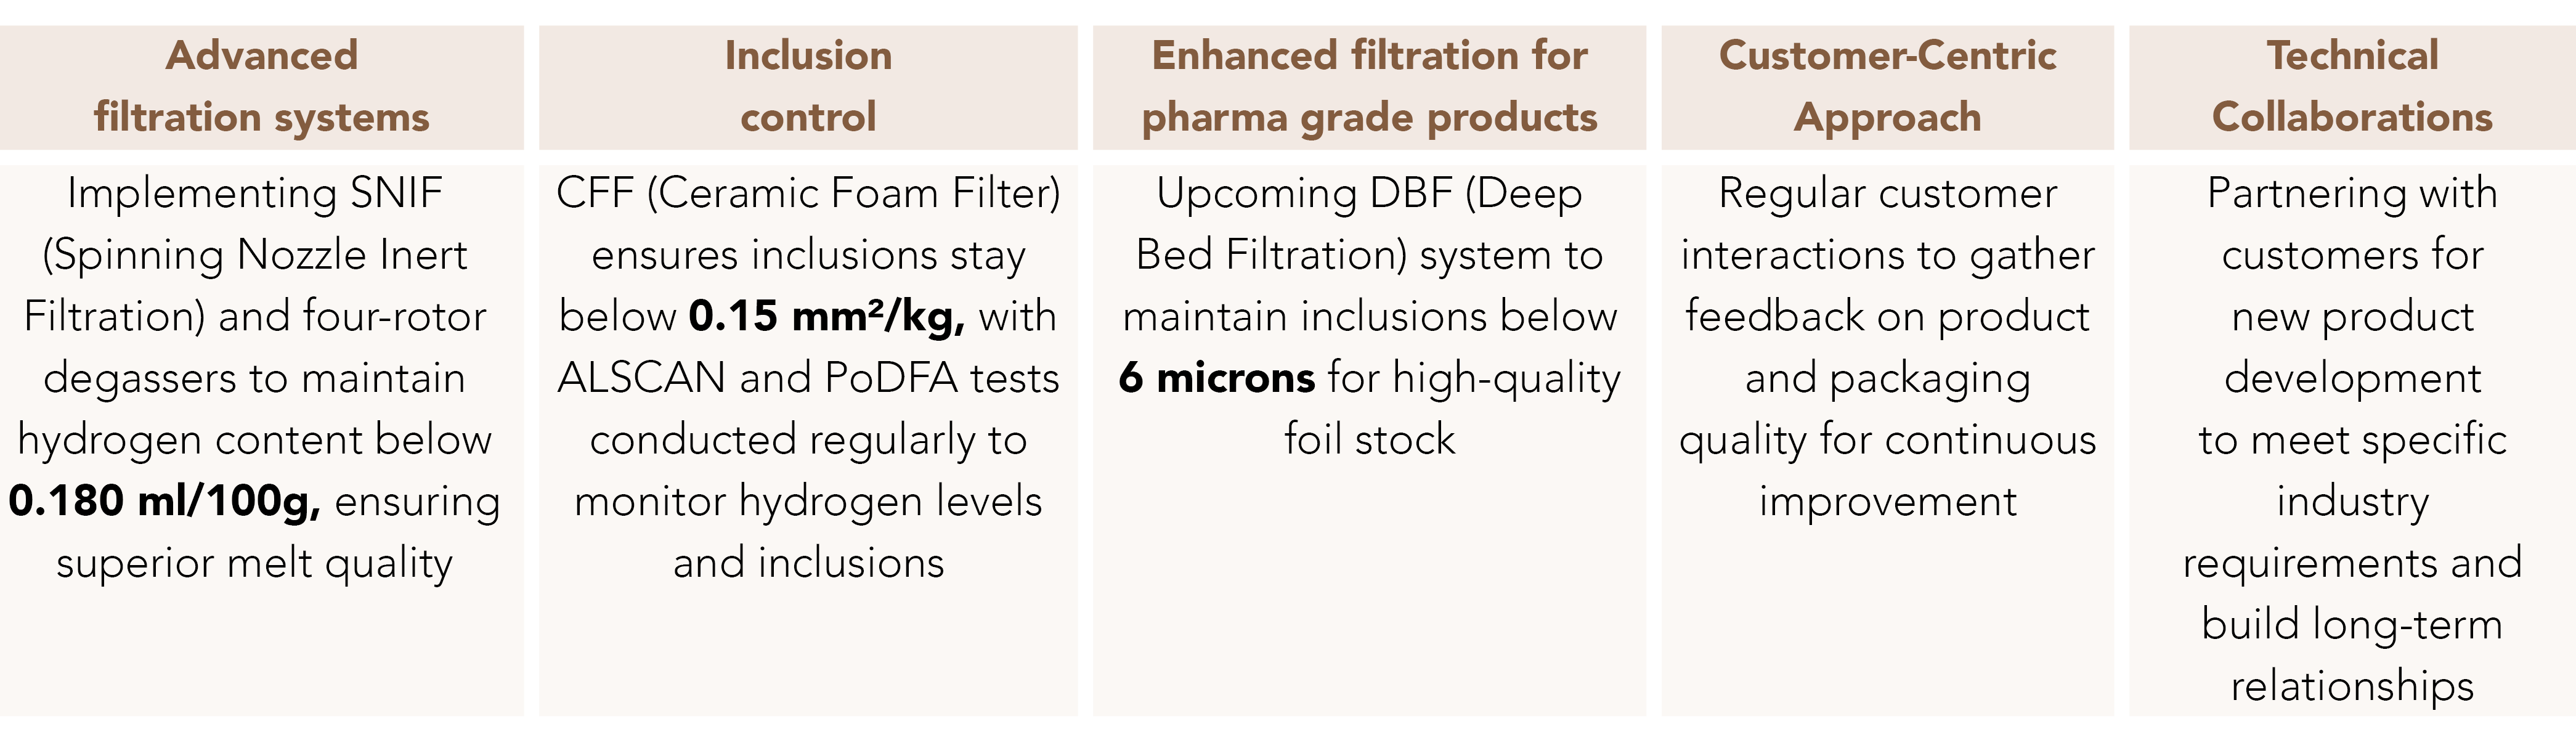 Advanced
filtration systems
Implementing SNIF
(Spinning Nozzle Inert
Filtration) and four-rotor
degassers to maintain
hydrogen content below
0.180 ml/100g, ensuring
superior melt quality
Inclusion
control
CFF (Ceramic Foam Filter)
ensures inclusions stay
below 0.15 mm²/kg, with
ALSCAN and PoDFA tests
conducted regularly to
monitor hydrogen levels
and inclusions
Enhanced filtration for
pharma grade products
Upcoming DBF (Deep
Bed Filtration) system to
maintain inclusions below
6 microns for high-quality
foil stock
Customer-Centric
Approach
Regular customer
interactions to gather
feedback on product
and packaging
quality for continuous
improvement
Technical
Collaborations
Partnering with
customers for
new product
development
to meet specific
industry
requirements and
build long-term
relationships